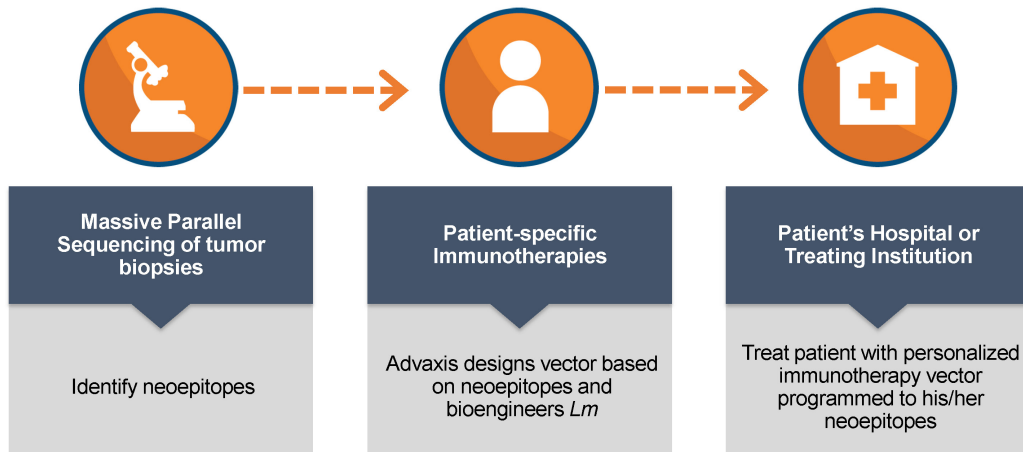 Massive Parallel
Sequencing of tumor
biopsies
Identify neoepitopes
Patient-specific
Immunotherapies
Advaxis designs vector based
on neoepitopes and
bioengineers Lm
Patient’s Hospital or
Treating Institution
Treat patient with personalized
immunotherapy vector
programmed to his/her
neoepitopes